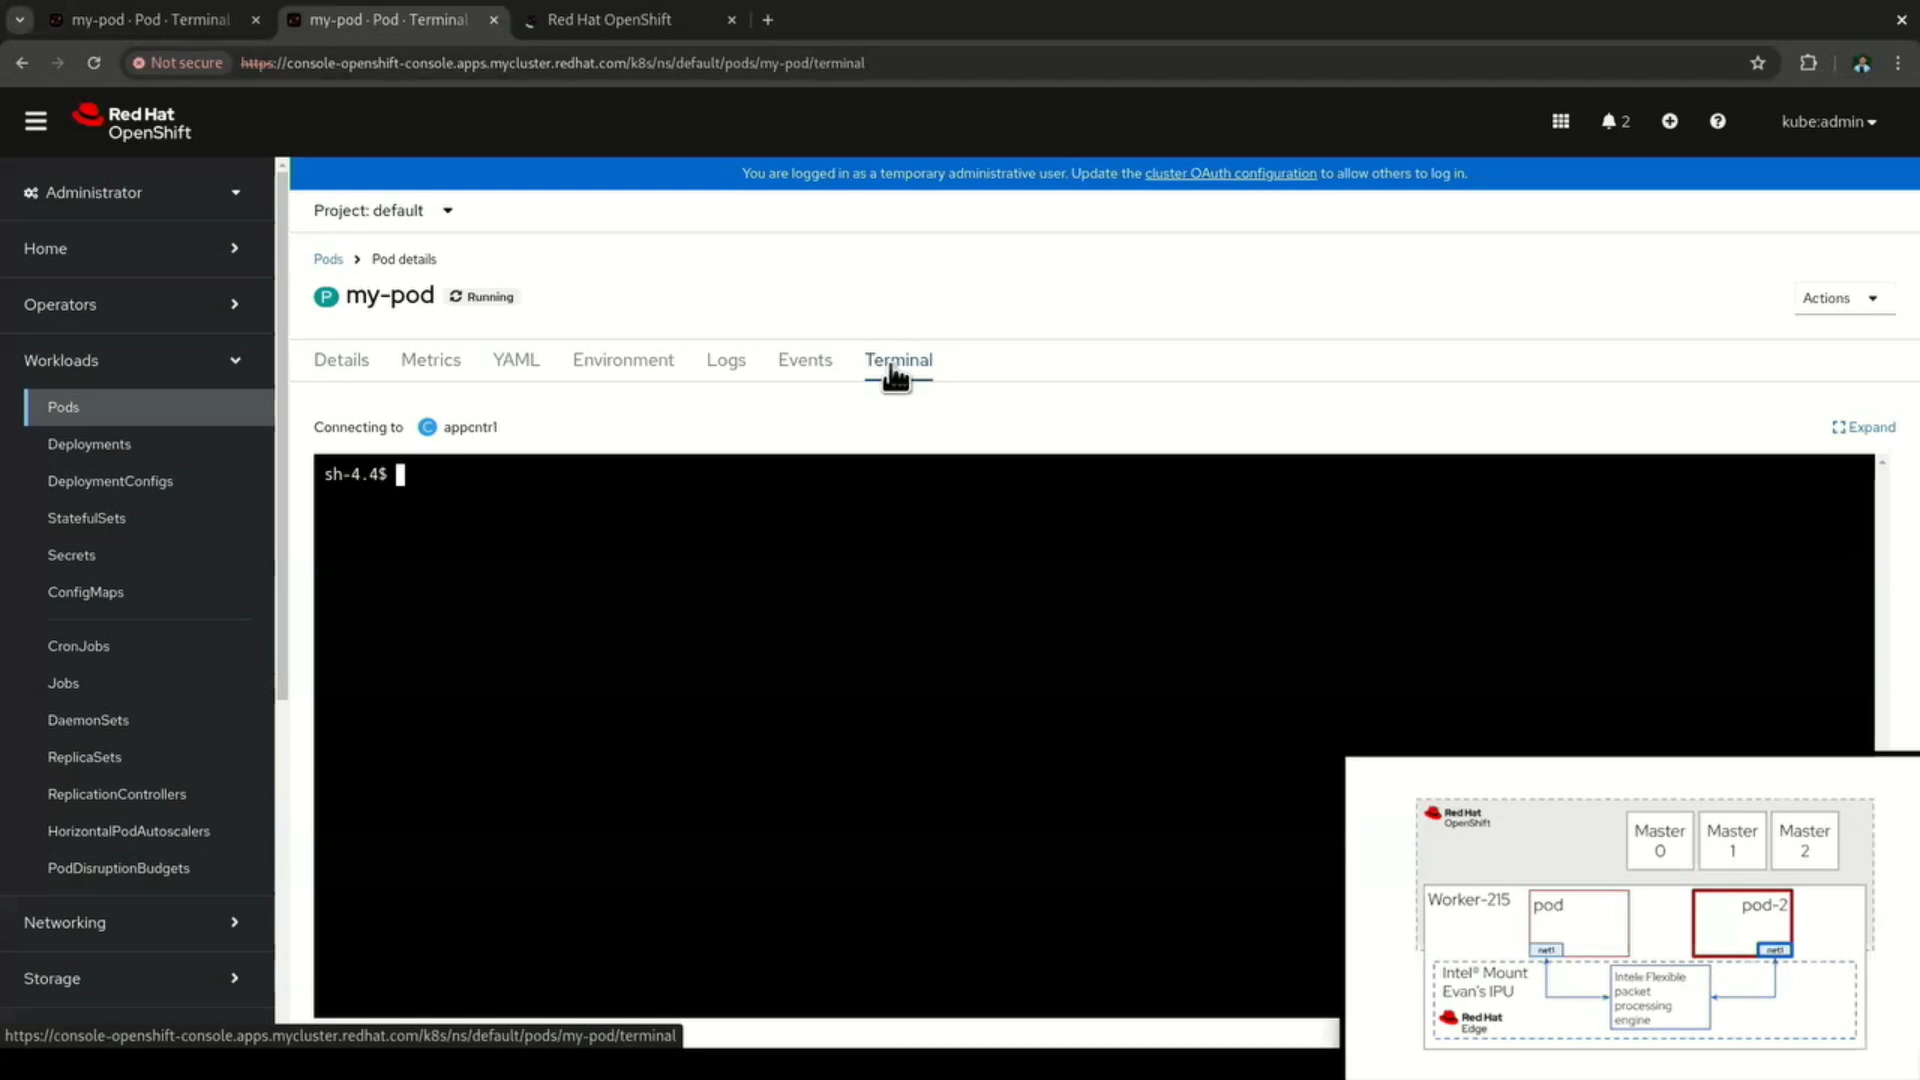 my-pod · Pod · Terminal
my-pod · Pod · Terminal
Red Hat OpenShift
Not secure
https://console-openshift-console.apps.mycluster.redhat.com/k8s/ns/default/pods/my-pod/terminal
Red Hat
OpenShift
2
kube:admin
Administrator
Home
Operators
Workloads
Pods
Deployments
DeploymentConfigs
StatefulSets
Secrets
ConfigMaps
CronJobs
Jobs
DaemonSets
ReplicaSets
ReplicationControllers
HorizontalPodAutoscalers
PodDisruptionBudgets
Networking
Storage
You are logged in as a temporary administrative user. Update the cluster OAuth configuration to allow others to log in.
Project: default
Pods
Pod details
P
my-pod
Running
Actions
Details
Metrics
YAML
Environment
Logs
Events
Terminal
Connecting to
C
appcntr1
Expand
sh-4.4$
Red Hat
OpenShift
Master
0
Master
1
Master
2
Worker-215
pod
net1
pod-2
net1
Intel® Mount
Evan's IPU
Red Hat
Edge
Intele Flexible
packet
processing
engine
https://console-openshift-console.apps.mycluster.redhat.com/k8s/ns/default/pods/my-pod/terminal